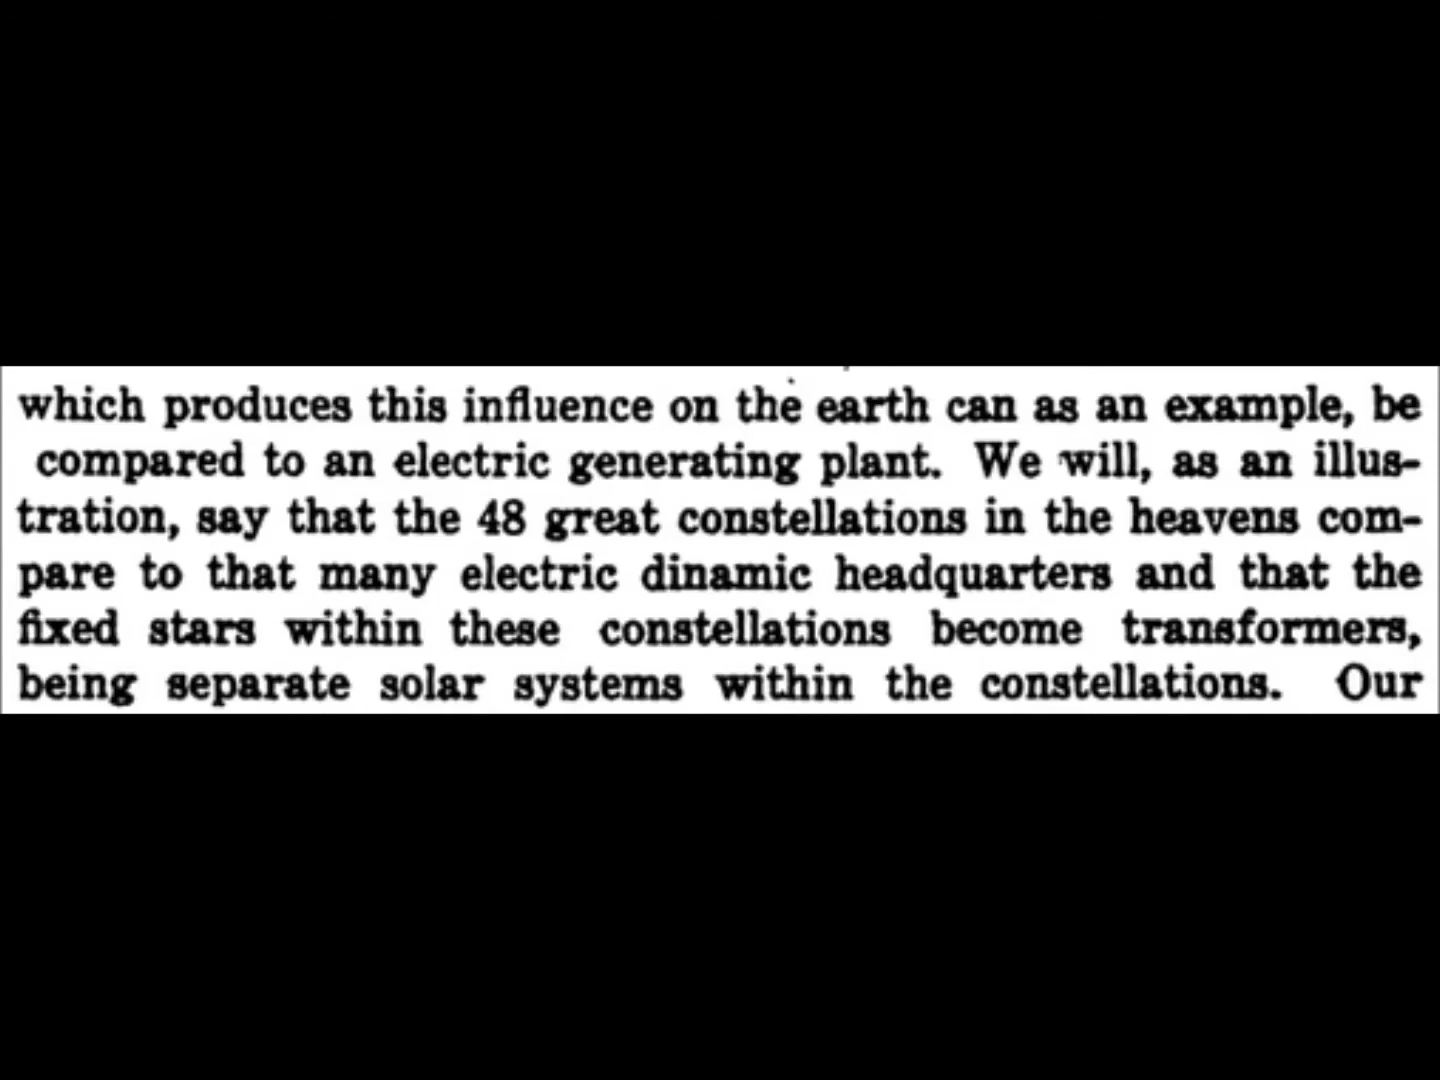 which produces this influence on the earth can as an example, be
compared to an electric generating plant. We will, as an illus-
tration, say that the 48 great constellations in the heavens com-
pare to that many electric dinamic headquarters and that the
fixed stars within these constellations become transformers,
being separate solar systems within the constellations. Our